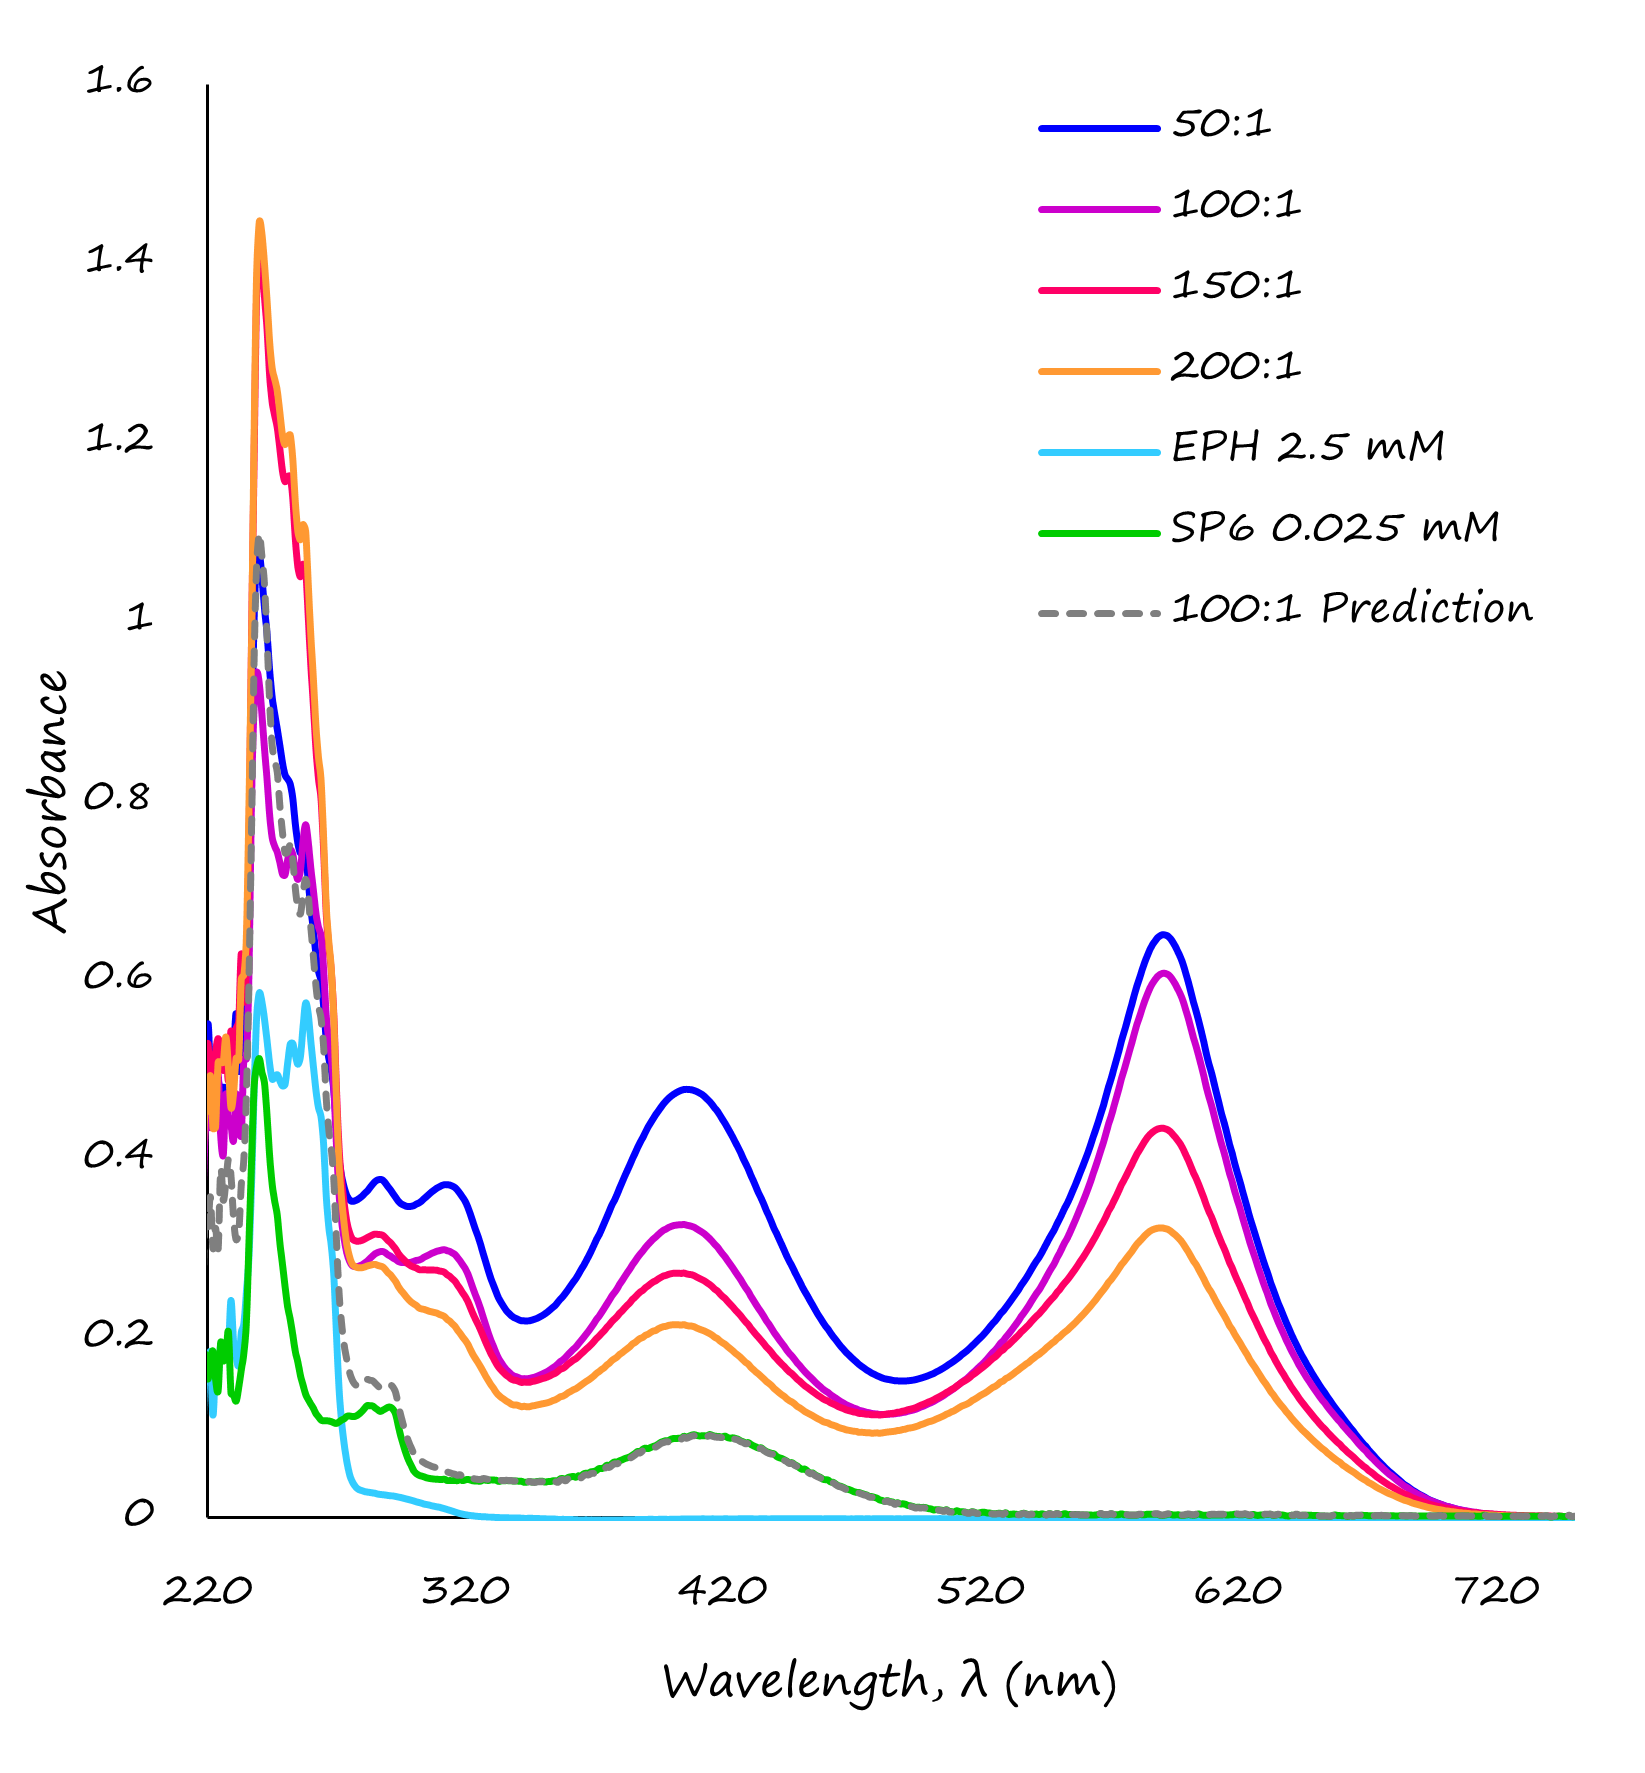 1.6
1.4
1.2
1
0.8
0.6
0.4
0.2
0
Absorbance
50:1
100:1
150:1
200:1
EPH 2.5 mM
SP6 0.025 mM
100:1 Prediction
220 320 420 520 620 720
Wavelength, λ (nm)